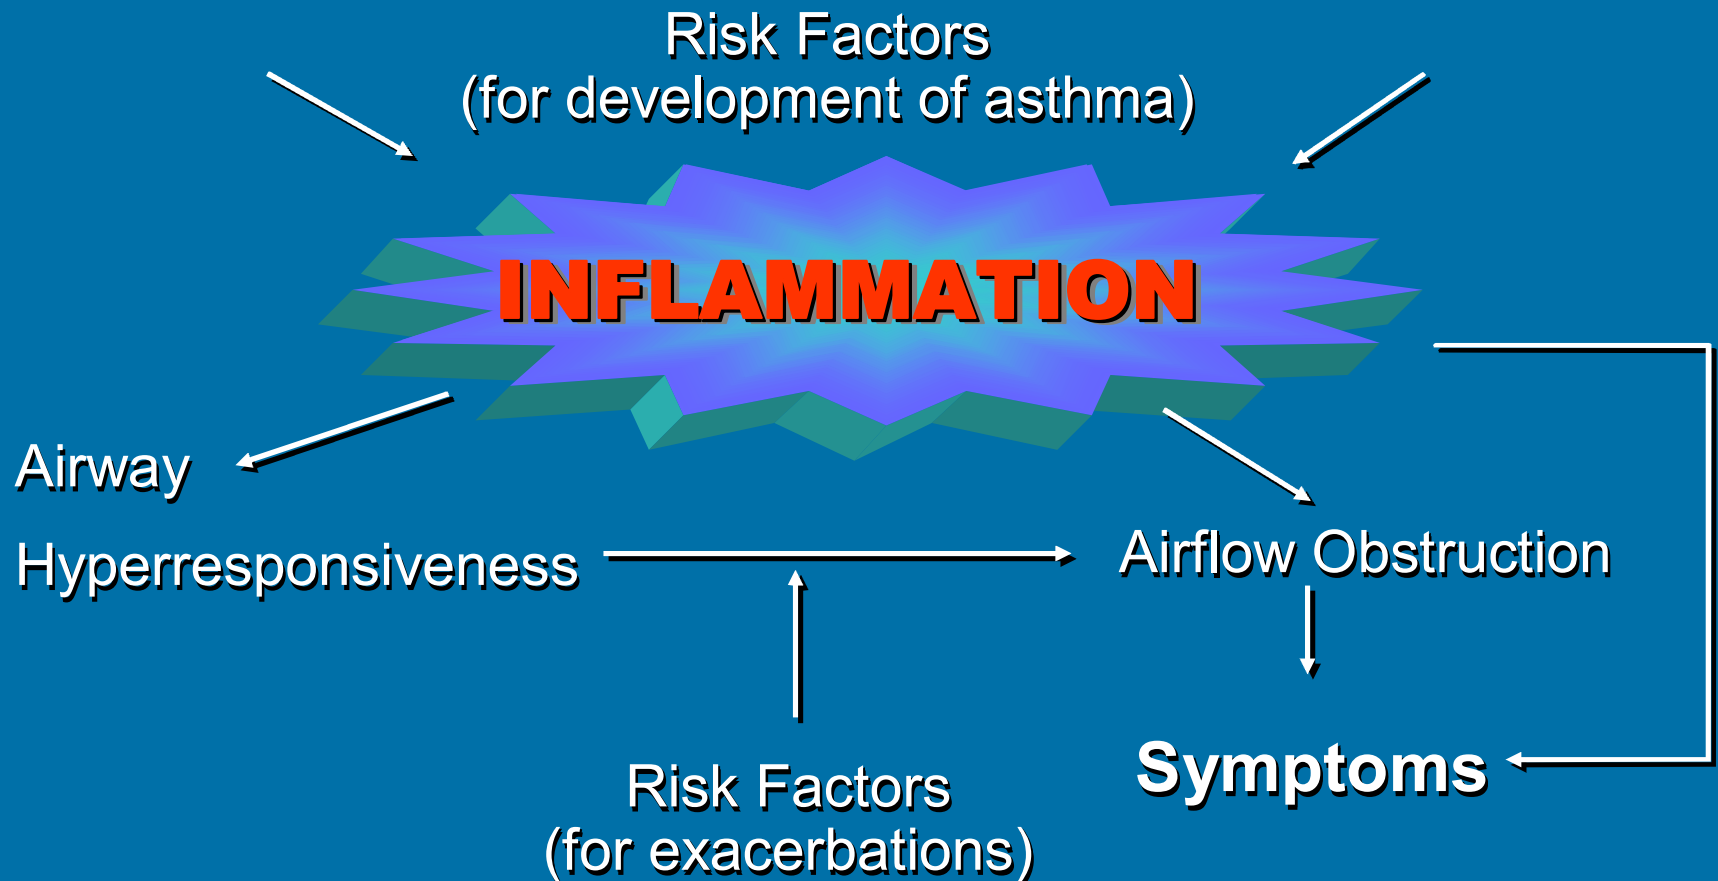 Risk Factors
(for development of asthma)
INFLAMMATION
Airway
Hyperresponsiveness
Airflow Obstruction
Symptoms
Risk Factors
(for exacerbations)